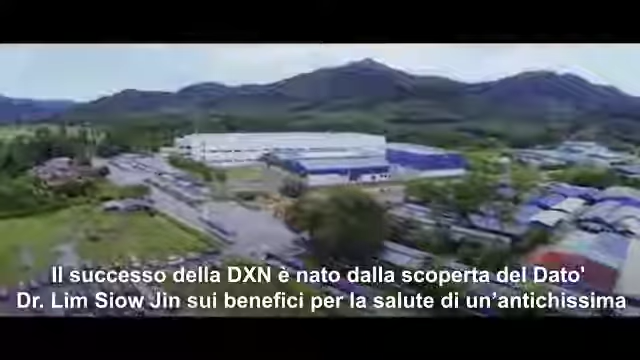 Il successo della DXN è nato dalla scoperta del Dato'
Dr. Lim Siow Jin sui benefici per la salute di un’antichissima